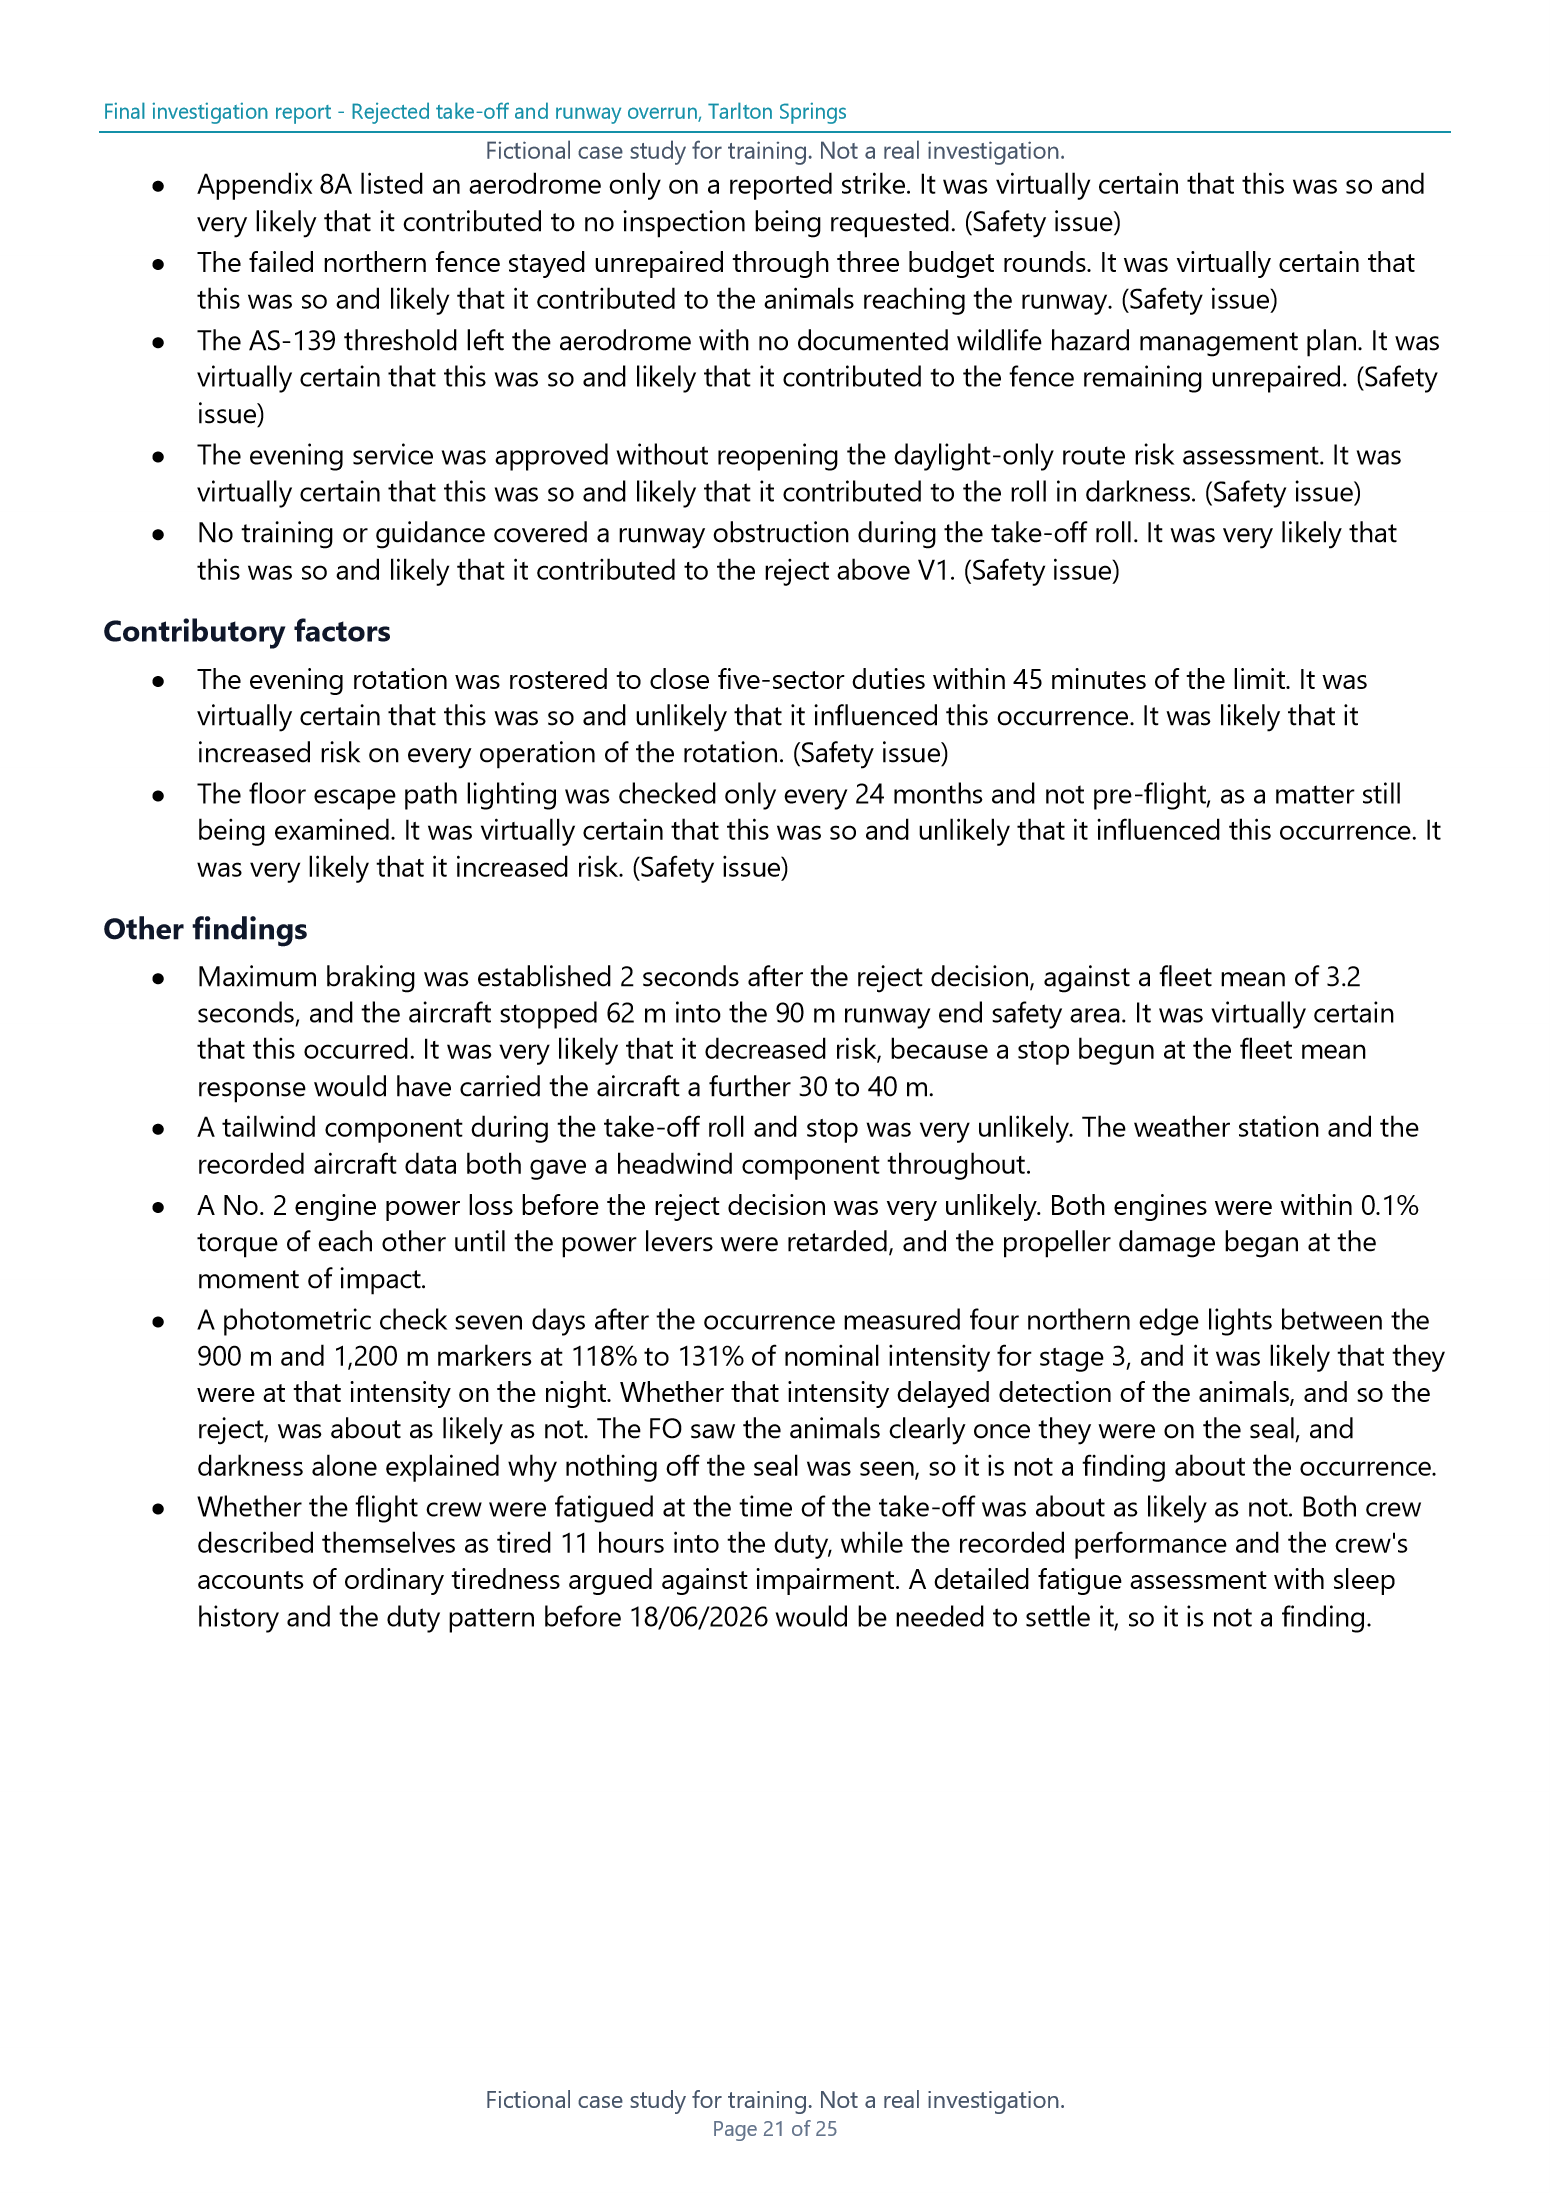 Final investigation report - Rejected take-off and runway overrun, Tarlton Springs
Fictional case study for training. Not a real investigation.
● Appendix 8A listed an aerodrome only on a reported strike. It was virtually certain that this was so and
very likely that it contributed to no inspection being requested. (Safety issue)
● The failed northern fence stayed unrepaired through three budget rounds. It was virtually certain that
this was so and likely that it contributed to the animals reaching the runway. (Safety issue)
● The AS-139 threshold left the aerodrome with no documented wildlife hazard management plan. It was
virtually certain that this was so and likely that it contributed to the fence remaining unrepaired. (Safety
issue)
● The evening service was approved without reopening the daylight-only route risk assessment. It was
virtually certain that this was so and likely that it contributed to the roll in darkness. (Safety issue)
● No training or guidance covered a runway obstruction during the take-off roll. It was very likely that
this was so and likely that it contributed to the reject above V1. (Safety issue)
Contributory factors
● The evening rotation was rostered to close five-sector duties within 45 minutes of the limit. It was
virtually certain that this was so and unlikely that it influenced this occurrence. It was likely that it
increased risk on every operation of the rotation. (Safety issue)
● The floor escape path lighting was checked only every 24 months and not pre-flight, as a matter still
being examined. It was virtually certain that this was so and unlikely that it influenced this occurrence. It
was very likely that it increased risk. (Safety issue)
Other findings
● Maximum braking was established 2 seconds after the reject decision, against a fleet mean of 3.2
seconds, and the aircraft stopped 62 m into the 90 m runway end safety area. It was virtually certain
that this occurred. It was very likely that it decreased risk, because a stop begun at the fleet mean
response would have carried the aircraft a further 30 to 40 m.
● A tailwind component during the take-off roll and stop was very unlikely. The weather station and the
recorded aircraft data both gave a headwind component throughout.
● A No. 2 engine power loss before the reject decision was very unlikely. Both engines were within 0.1%
torque of each other until the power levers were retarded, and the propeller damage began at the
moment of impact.
● A photometric check seven days after the occurrence measured four northern edge lights between the
900 m and 1,200 m markers at 118% to 131% of nominal intensity for stage 3, and it was likely that they
were at that intensity on the night. Whether that intensity delayed detection of the animals, and so the
reject, was about as likely as not. The FO saw the animals clearly once they were on the seal, and
darkness alone explained why nothing off the seal was seen, so it is not a finding about the occurrence.
● Whether the flight crew were fatigued at the time of the take-off was about as likely as not. Both crew
described themselves as tired 11 hours into the duty, while the recorded performance and the crew's
accounts of ordinary tiredness argued against impairment. A detailed fatigue assessment with sleep
history and the duty pattern before 18/06/2026 would be needed to settle it, so it is not a finding.
Fictional case study for training. Not a real investigation.
Page 21 of 25